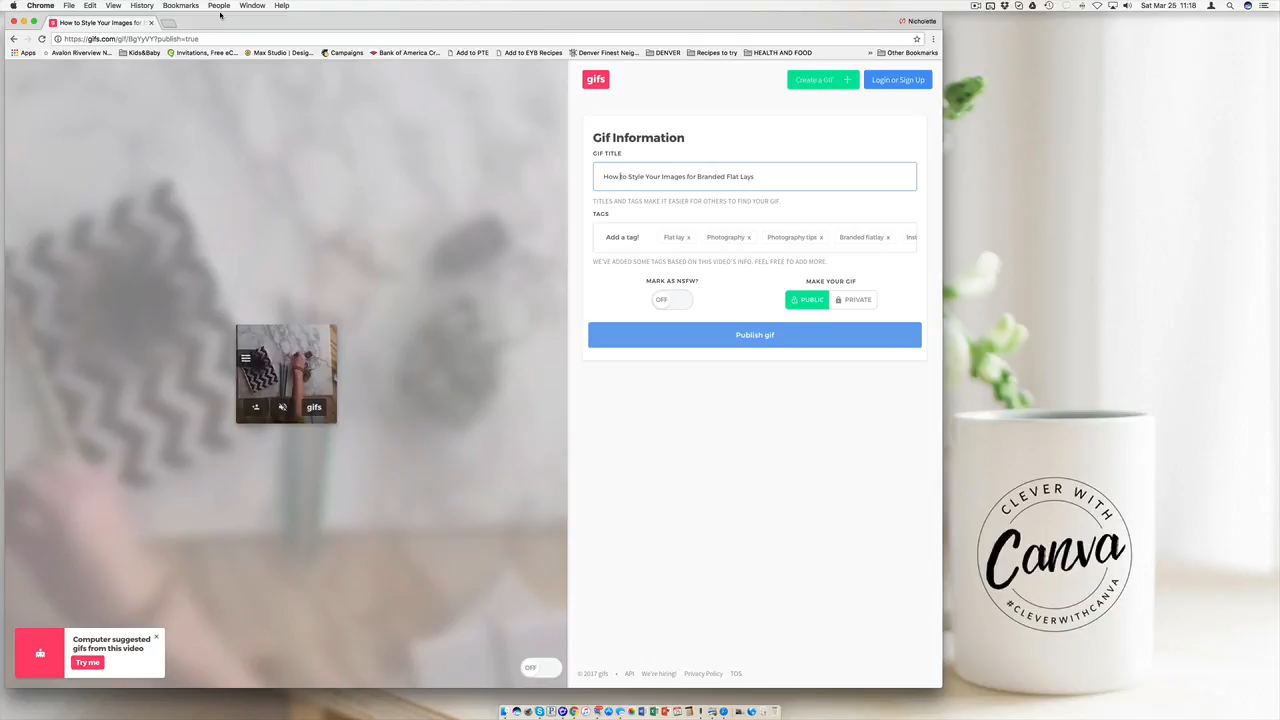 Chrome File Edit View History Bookmarks People Window Help
Sat Mar 25 11:18
How to Style Your Images for
Nicholette
https://gifs.com/gif/BgYyVY?publish=true
Apps Avalon Riverview N... Kids&Baby Invitations, Free eC... Max Studio | Desig... Campaigns Bank of America Cr... Add to PTE Add to EYB Recipes Denver Finest Neig... DENVER Recipes to try HEALTH AND FOOD » Other Bookmarks
gifs
Create a Gif +
Login or Sign Up
Gif Information
GIF TITLE
How to Style Your Images for Branded Flat Lays
TITLES AND TAGS MAKE IT EASIER FOR OTHERS TO FIND YOUR GIF.
TAGS
Add a tag! Flat lay x Photography x Photography tips x Branded flatlay x Inst
WE'VE ADDED SOME TAGS BASED ON THIS VIDEO'S INFO. FEEL FREE TO ADD MORE.
MARK AS NSFW? MAKE YOUR GIF
OFF PUBLIC PRIVATE
Publish gif
gifs
Computer suggested
gifs from this video
Try me
OFF
© 2017 gifs • API We're hiring! Privacy Policy TOS
CLEVER WITH
Canva
#CLEVERWITHCANVA